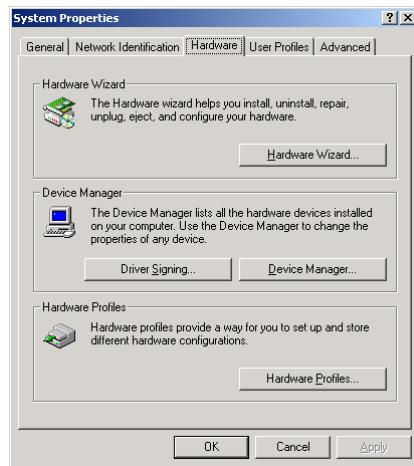 System Properties
General Network Identification Hardware User Profiles Advanced
Hardware Wizard
The Hardware wizard helps you install, uninstall, repair,
unplug, eject, and configure your hardware.
Hardware Wizard...
Device Manager
The Device Manager lists all the hardware devices installed
on your computer. Use the Device Manager to change the
properties of any device.
Driver Signing... Device Manager...
Hardware Profiles
Hardware profiles provide a way for you to set up and store
different hardware configurations.
Hardware Profiles...
OK Cancel Apply